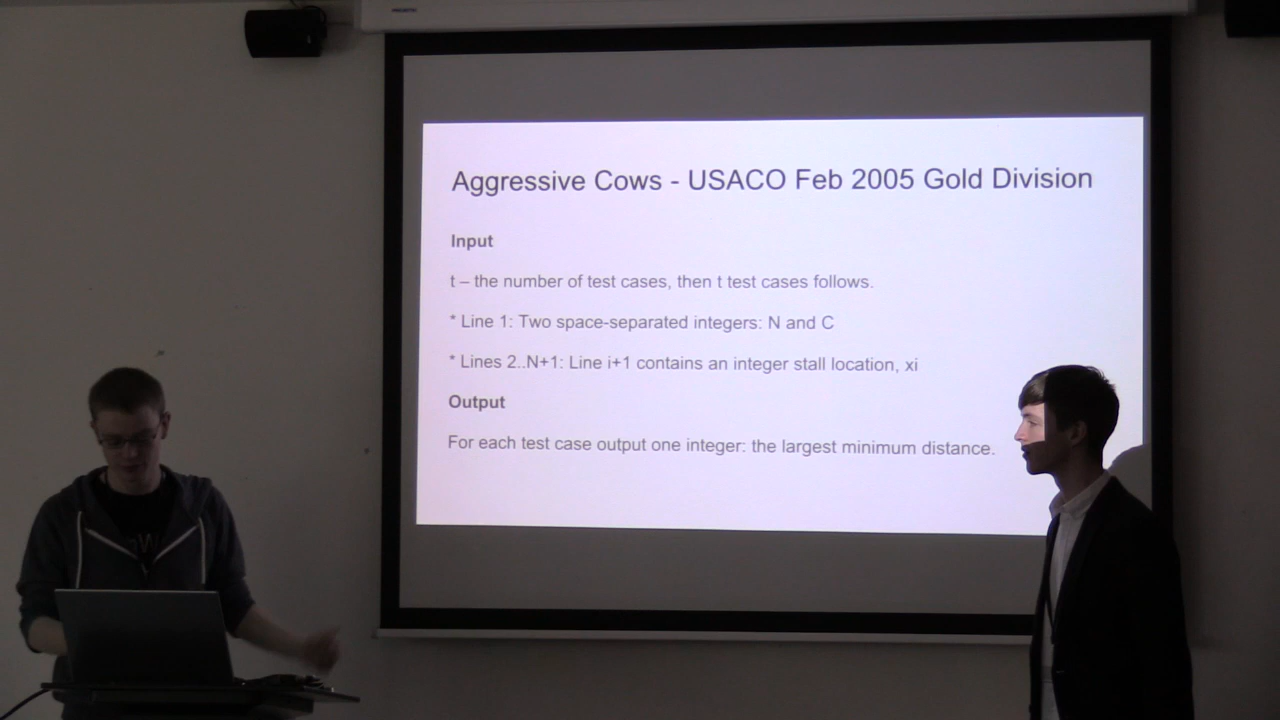 Aggressive Cows - USACO Feb 2005 Gold Division
Input
t – the number of test cases, then t test cases follows.
* Line 1: Two space-separated integers: N and C
* Lines 2..N+1: Line i+1 contains an integer stall location, xi
Output
For each test case output one integer: the largest minimum distance.